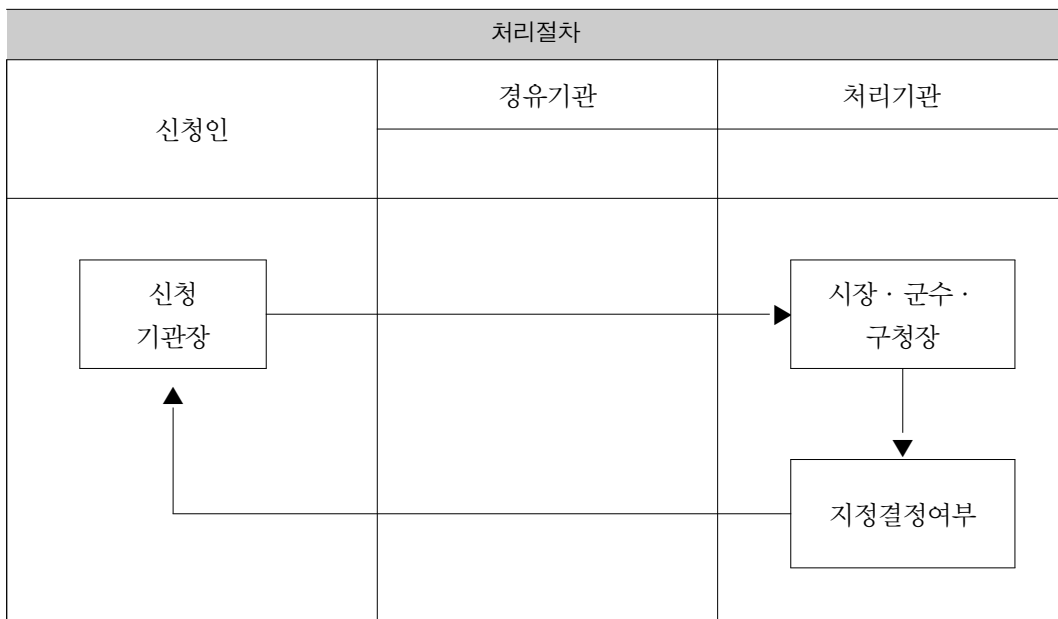 처리절차
신청인
경유기관
처리기관
신청
기관장
시장 · 군수 ·
구청장
지정결정여부